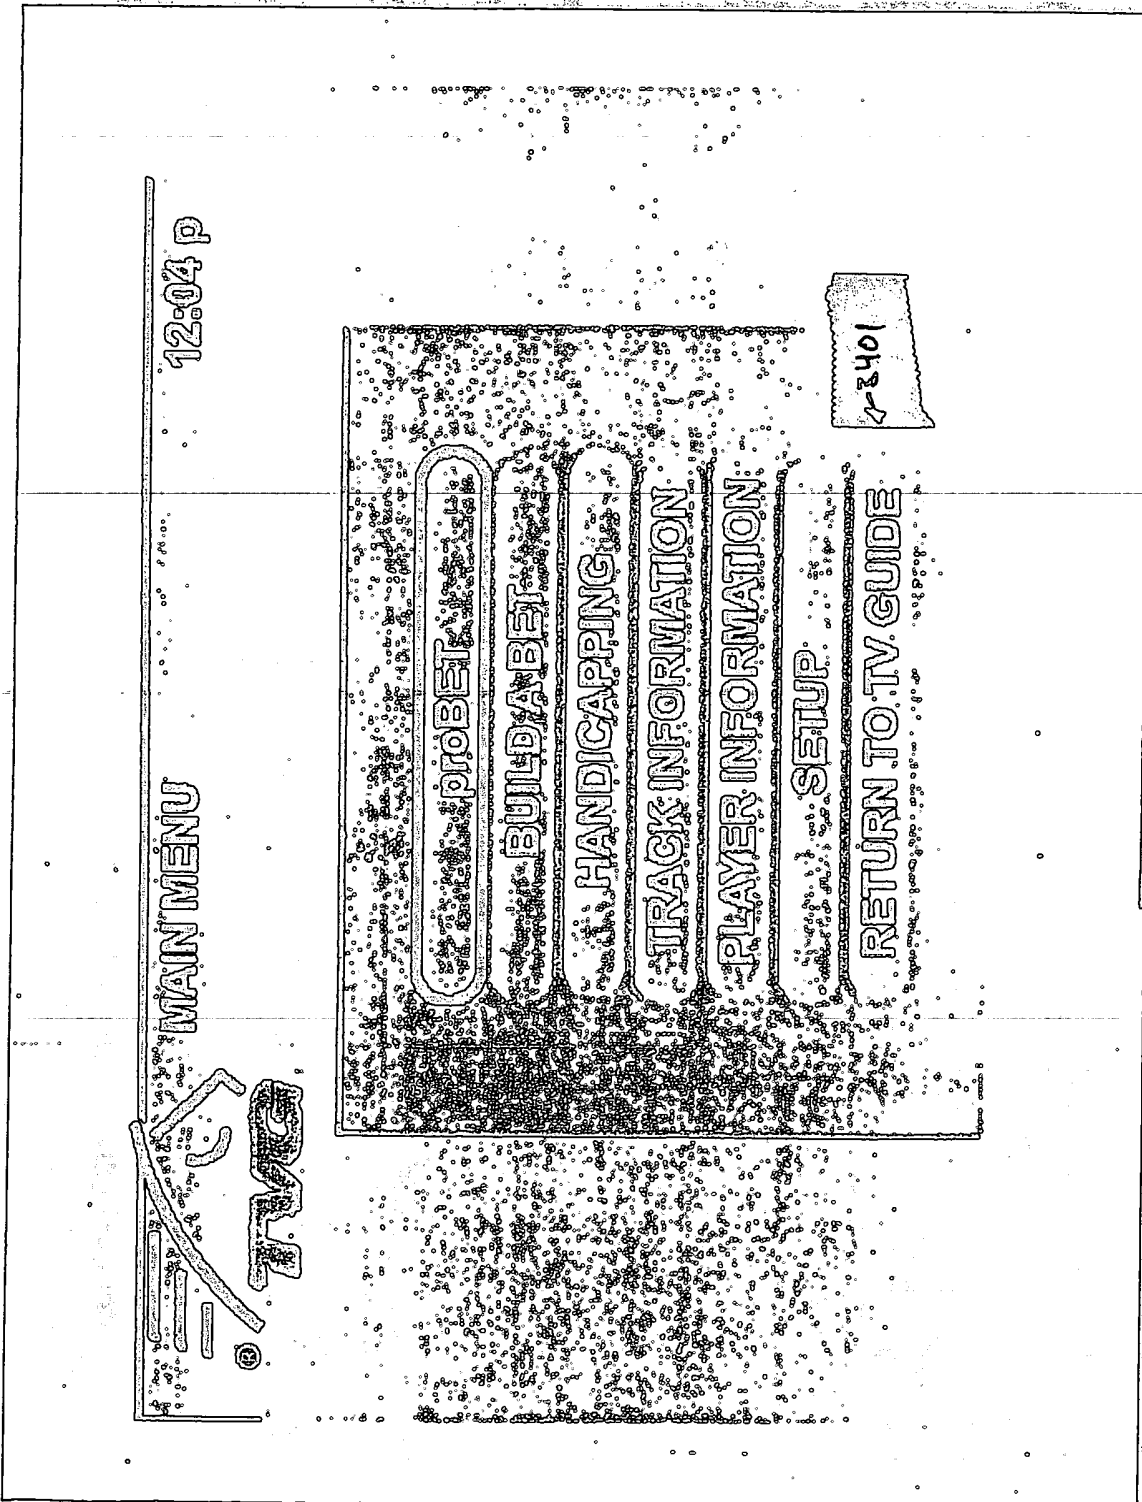 TVG
®
MAIN MENU
12:04 p
proBET
BUILD A BET
HANDICAPPING
TRACK INFORMATION
PLAYER INFORMATION
SETUP
RETURN TO TV GUIDE
3401